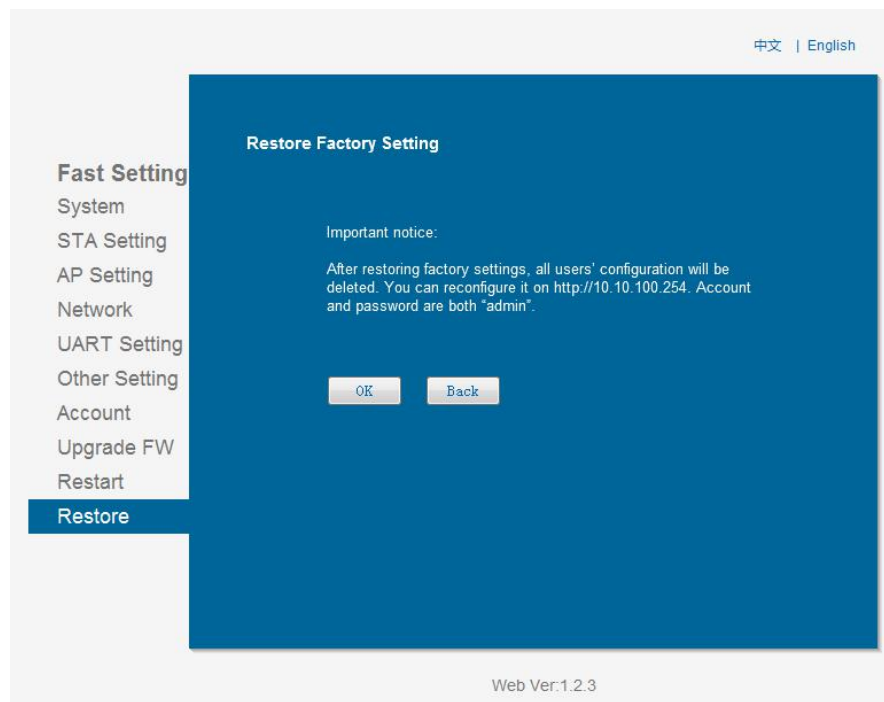 中文 | English
Restore Factory Setting
Fast Setting
System
STA Setting
AP Setting
Network
UART Setting
Other Setting
Account
Upgrade FW
Restart
Restore
Important notice:
After restoring factory settings, all users’ configuration will be
deleted. You can reconfigure it on http://10.10.100.254. Account
and password are both “admin”.
OK Back
Web Ver:1.2.3